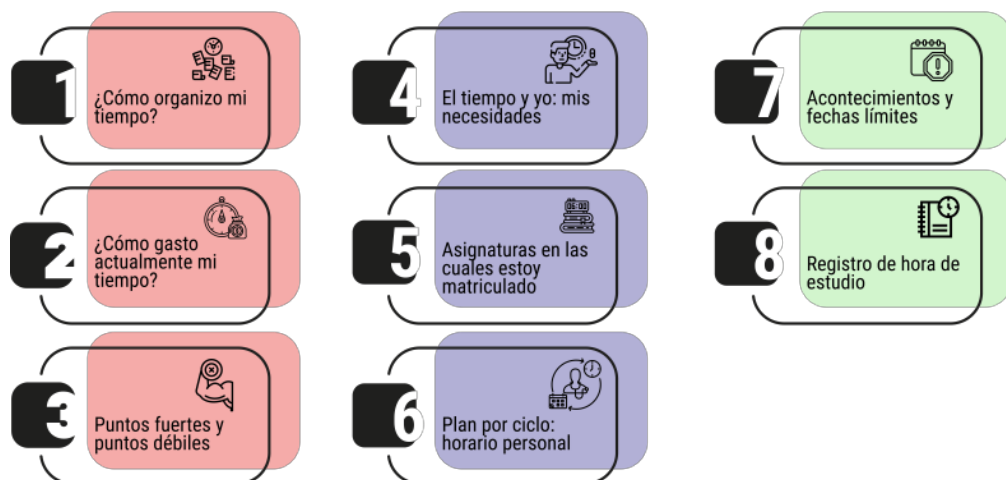 1
¿Cómo organizo mi
tiempo?
2
¿Cómo gasto
actualmente mi
tiempo?
3
Puntos fuertes y
puntos débiles
4
El tiempo y yo: mis
necesidades
5
Asignaturas en las
cuales estoy
matriculado
6
Plan por ciclo:
horario personal
7
Acontecimientos y
fechas límites
8
Registro de hora de
estudio